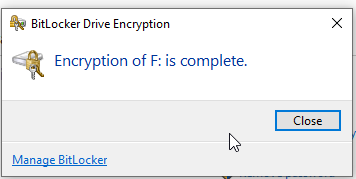 BitLocker Drive Encryption
Encryption of F: is complete.
Close
Manage BitLocker